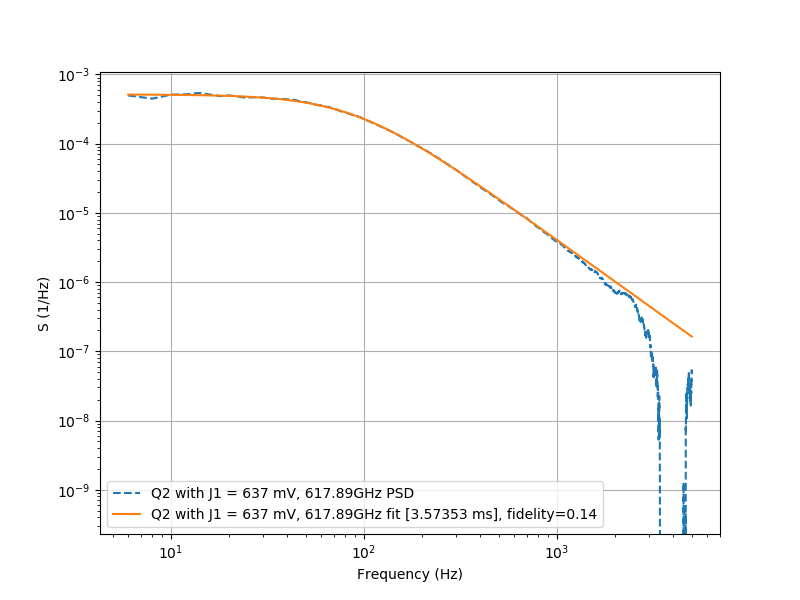 10⁻³
10⁻⁴
10⁻⁵
10⁻⁶
10⁻⁷
10⁻⁸
10⁻⁹
S (1/Hz)
Q2 with J1 = 637 mV, 617.89GHz PSD
Q2 with J1 = 637 mV, 617.89GHz fit [3.57353 ms], fidelity=0.14
10¹
10²
10³
Frequency (Hz)